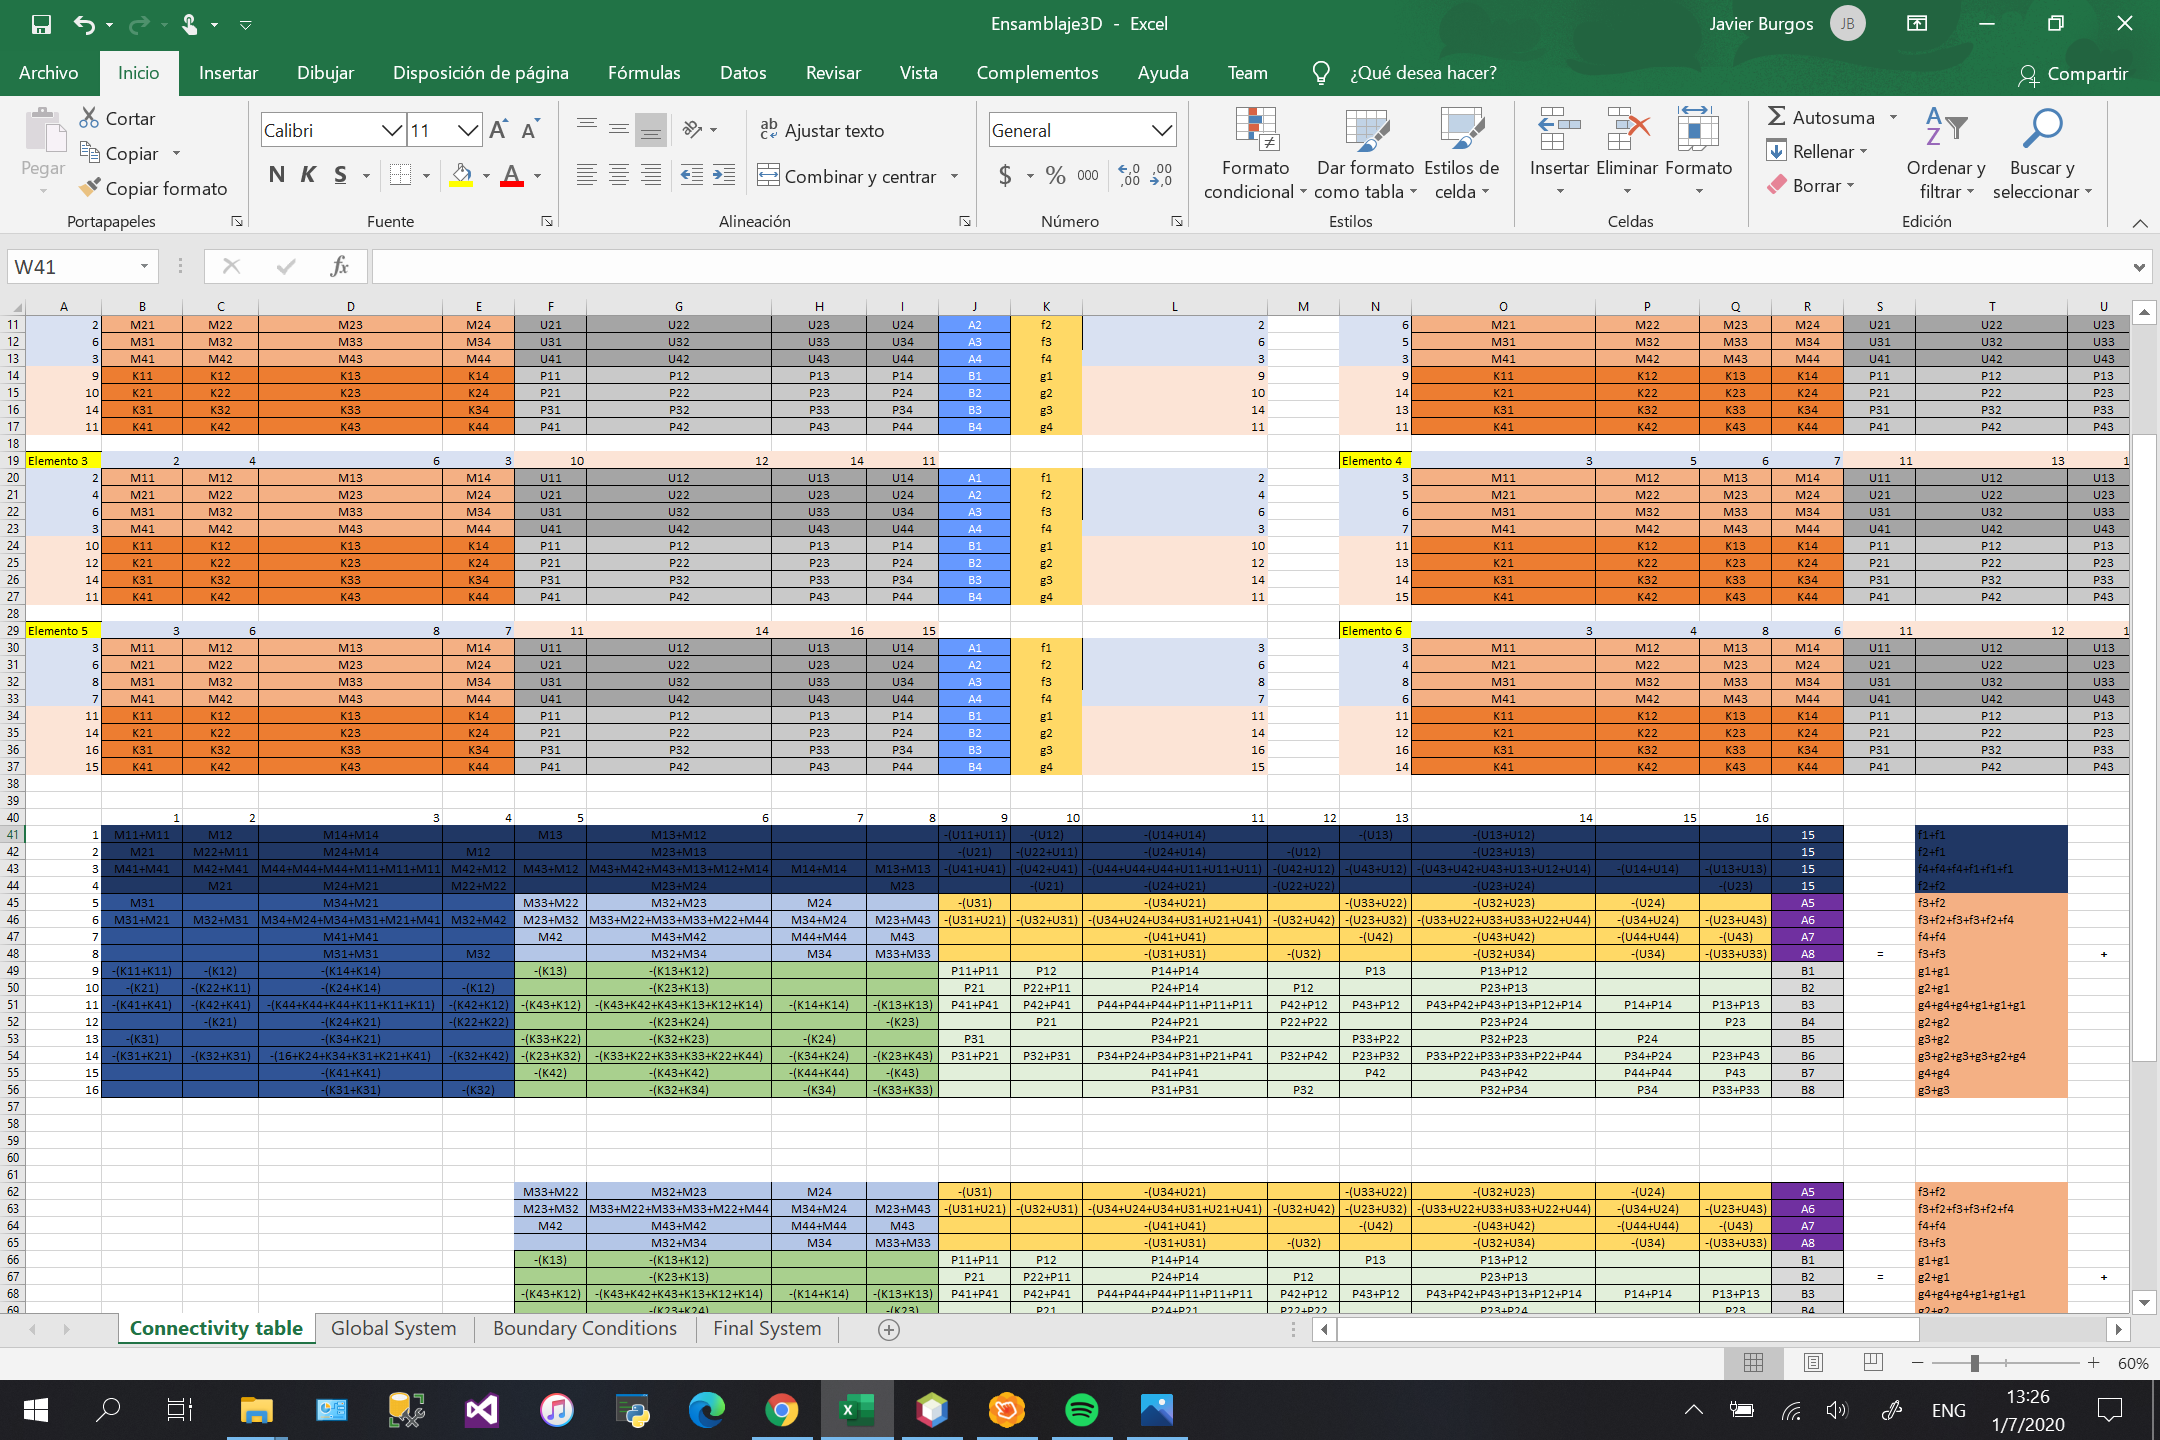 Ensamblaje3D - Excel
Javier Burgos JB
Archivo Inicio Insertar Dibujar Disposición de página Fórmulas Datos Revisar Vista Complementos Ayuda Team ¿Qué desea hacer? Compartir
Pegar Cortar Copiar Copiar formato
Calibri 11
N K S
Ajustar texto
Combinar y centrar
General
$ % 000
Formato condicional Dar formato como tabla Estilos de celda
Insertar Eliminar Formato
Autosuma Rellenar Borrar
Ordenar y filtrar Buscar y seleccionar
Portapapeles Fuente Alineación Número Estilos Celdas Edición
W41 fx
A B C D E F G H I J K L M N O P Q R S T U
11 2 M21 M22 M23 M24 U21 U22 U23 U24 A2 f2 2 6 M21 M22 M23 M24 U21 U22 U23
12 6 M31 M32 M33 M34 U31 U32 U33 U34 A3 f3 6 5 M31 M32 M33 M34 U31 U32 U33
13 3 M41 M42 M43 M44 U41 U42 U43 U44 A4 f4 3 3 M41 M42 M43 M44 U41 U42 U43
14 9 K11 K12 K13 K14 P11 P12 P13 P14 B1 g1 9 9 K11 K12 K13 K14 P11 P12 P13
15 10 K21 K22 K23 K24 P21 P22 P23 P24 B2 g2 10 14 K21 K22 K23 K24 P21 P22 P23
16 14 K31 K32 K33 K34 P31 P32 P33 P34 B3 g3 14 13 K31 K32 K33 K34 P31 P32 P33
17 11 K41 K42 K43 K44 P41 P42 P43 P44 B4 g4 11 11 K41 K42 K43 K44 P41 P42 P43
18
19 Elemento 3 2 4 6 3 10 12 14 11 Elemento 4 3 5 6 7 11 13 1
20 2 M11 M12 M13 M14 U11 U12 U13 U14 A1 f1 2 3 M11 M12 M13 M14 U11 U12 U13
21 4 M21 M22 M23 M24 U21 U22 U23 U24 A2 f2 4 5 M21 M22 M23 M24 U21 U22 U23
22 6 M31 M32 M33 M34 U31 U32 U33 U34 A3 f3 6 6 M31 M32 M33 M34 U31 U32 U33
23 3 M41 M42 M43 M44 U41 U42 U43 U44 A4 f4 3 7 M41 M42 M43 M44 U41 U42 U43
24 10 K11 K12 K13 K14 P11 P12 P13 P14 B1 g1 10 11 K11 K12 K13 K14 P11 P12 P13
25 12 K21 K22 K23 K24 P21 P22 P23 P24 B2 g2 12 13 K21 K22 K23 K24 P21 P22 P23
26 14 K31 K32 K33 K34 P31 P32 P33 P34 B3 g3 14 14 K31 K32 K33 K34 P31 P32 P33
27 11 K41 K42 K43 K44 P41 P42 P43 P44 B4 g4 11 15 K41 K42 K43 K44 P41 P42 P43
28
29 Elemento 5 3 6 8 7 11 14 16 15 Elemento 6 3 4 8 6 11 12 1
30 3 M11 M12 M13 M14 U11 U12 U13 U14 A1 f1 3 3 M11 M12 M13 M14 U11 U12 U13
31 6 M21 M22 M23 M24 U21 U22 U23 U24 A2 f2 6 4 M21 M22 M23 M24 U21 U22 U23
32 8 M31 M32 M33 M34 U31 U32 U33 U34 A3 f3 8 8 M31 M32 M33 M34 U31 U32 U33
33 7 M41 M42 M43 M44 U41 U42 U43 U44 A4 f4 7 6 M41 M42 M43 M44 U41 U42 U43
34 11 K11 K12 K13 K14 P11 P12 P13 P14 B1 g1 11 11 K11 K12 K13 K14 P11 P12 P13
35 14 K21 K22 K23 K24 P21 P22 P23 P24 B2 g2 14 12 K21 K22 K23 K24 P21 P22 P23
36 16 K31 K32 K33 K34 P31 P32 P33 P34 B3 g3 16 16 K31 K32 K33 K34 P31 P32 P33
37 15 K41 K42 K43 K44 P41 P42 P43 P44 B4 g4 15 14 K41 K42 K43 K44 P41 P42 P43
38
39
40 1 2 3 4 5 6 7 8 9 10 11 12 13 14 15 16
41 1 M11+M11 M12 M14+M14 M13 M13+M12 -(U11+U11) -(U12) -(U14+U14) -(U13) -(U13+U12) 15 f1+f1
42 2 M21 M22+M11 M24+M14 M12 M23+M13 -(U21) -(U22+U11) -(U24+U14) -(U12) -(U23+U13) 15 f2+f1
43 3 M41+M41 M42+M41 M44+M44+M44+M11+M11+M11 M42+M12 M43+M12 M43+M42+M43+M13+M12+M14 M14+M14 M13+M13 -(U41+U41) -(U42+U41) -(U44+U44+U44+U11+U11+U11) -(U42+U12) -(U43+U12) -(U43+U42+U43+U13+U12+U14) -(U14+U14) -(U13+U13) 15 f4+f4+f4+f1+f1+f1
44 4 M21 M24+M21 M22+M22 M23+M24 M23 -(U21) -(U24+U21) -(U22+U22) -(U23+U24) -(U23) 15 f2+f2
45 5 M31 M34+M21 M33+M22 M32+M23 M24 -(U31) -(U34+U21) -(U33+U22) -(U32+U23) -(U24) A5 f3+f2
46 6 M31+M21 M32+M31 M34+M24+M34+M31+M21+M41 M32+M42 M23+M32 M33+M22+M33+M33+M22+M44 M34+M24 M23+M43 -(U31+U21) -(U32+U31) -(U34+U24+U34+U31+U21+U41) -(U32+U42) -(U23+U32) -(U33+U22+U33+U33+U22+U44) -(U34+U24) -(U23+U43) A6 f3+f2+f3+f3+f2+f4
47 7 M41+M41 M42 M43+M42 M44+M44 M43 -(U41+U41) -(U42) -(U43+U42) -(U44+U44) -(U43) A7 f4+f4
48 8 M31+M31 M32 M32+M34 M34 M33+M33 -(U31+U31) -(U32) -(U32+U34) -(U34) -(U33+U33) A8 = f3+f3 +
49 9 -(K11+K11) -(K12) -(K14+K14) -(K13) -(K13+K12) P11+P11 P12 P14+P14 P13 P13+P12 B1 g1+g1
50 10 -(K21) -(K22+K11) -(K24+K14) -(K12) -(K23+K13) P21 P22+P11 P24+P14 P12 P23+P13 B2 g2+g1
51 11 -(K41+K41) -(K42+K41) -(K44+K44+K44+K11+K11+K11) -(K42+K12) -(K43+K12) -(K43+K42+K43+K13+K12+K14) -(K14+K14) -(K13+K13) P41+P41 P42+P41 P44+P44+P44+P11+P11+P11 P42+P12 P43+P12 P43+P42+P43+P13+P12+P14 P14+P14 P13+P13 B3 g4+g4+g4+g1+g1+g1
52 12 -(K21) -(K24+K21) -(K22+K22) -(K23+K24) -(K23) P21 P24+P21 P22+P22 P23+P24 P23 B4 g2+g2
53 13 -(K31) -(K34+K21) -(K33+K22) -(K32+K23) -(K24) P31 P34+P21 P33+P22 P32+P23 P24 B5 g3+g2
54 14 -(K31+K21) -(K32+K31) -(16+K24+K34+K31+K21+K41) -(K32+K42) -(K23+K32) -(K33+K22+K33+K33+K22+K44) -(K34+K24) -(K23+K43) P31+P21 P32+P31 P34+P24+P34+P31+P21+P41 P32+P42 P23+P32 P33+P22+P33+P33+P22+P44 P34+P24 P23+P43 B6 g3+g2+g3+g3+g2+g4
55 15 -(K41+K41) -(K42) -(K43+K42) -(K44+K44) -(K43) P41+P41 P42 P43+P42 P44+P44 P43 B7 g4+g4
56 16 -(K31+K31) -(K32) -(K32+K34) -(K34) -(K33+K33) P31+P31 P32 P32+P34 P34 P33+P33 B8 g3+g3
57
58
59
60
61
62 M33+M22 M32+M23 M24 -(U31) -(U34+U21) -(U33+U22) -(U32+U23) -(U24) A5 f3+f2
63 M23+M32 M33+M22+M33+M33+M22+M44 M34+M24 M23+M43 -(U31+U21) -(U32+U31) -(U34+U24+U34+U31+U21+U41) -(U32+U42) -(U23+U32) -(U33+U22+U33+U33+U22+U44) -(U34+U24) -(U23+U43) A6 f3+f2+f3+f3+f2+f4
64 M42 M43+M42 M44+M44 M43 -(U41+U41) -(U42) -(U43+U42) -(U44+U44) -(U43) A7 f4+f4
65 M32+M34 M34 M33+M33 -(U31+U31) -(U32) -(U32+U34) -(U34) -(U33+U33) A8 f3+f3
66 -(K13) -(K13+K12) P11+P11 P12 P14+P14 P13 P13+P12 B1 g1+g1
67 -(K23+K13) P21 P22+P11 P24+P14 P12 P23+P13 B2 = g2+g1 +
68 -(K43+K12) -(K43+K42+K43+K13+K12+K14) -(K14+K14) -(K13+K13) P41+P41 P42+P41 P44+P44+P44+P11+P11+P11 P42+P12 P43+P12 P43+P42+P43+P13+P12+P14 P14+P14 P13+P13 B3 g4+g4+g4+g1+g1+g1
69 -(K23+K24) -(K23) P21 P24+P21 P22+P22 P23+P24 P23 B4 g2+g2
Connectivity table Global System Boundary Conditions Final System
60%
ENG 13:26
1/7/2020